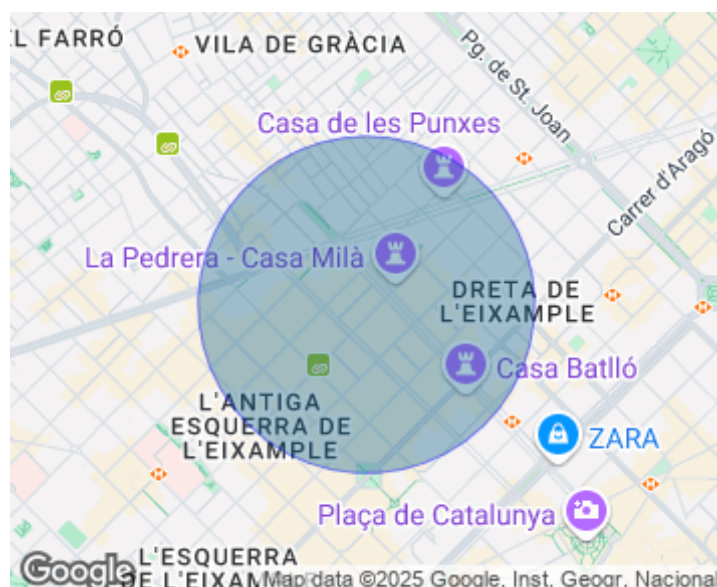 EL FARRÓ
VILA DE GRÀCIA
Pg. de St. Joan
Casa de les Punxes
Carrer d'Aragó
La Pedrera - Casa Milà
DRETA DE
L'EIXAMPLE
Casa Batlló
L'ANTIGA
ESQUERRA DE
L'EIXAMPLE
ZARA
Plaça de Catalunya
Google
L'ESQUERRA
DE L'EIXAM
Map data ©2025 Google, Inst. Geogr. Nacional